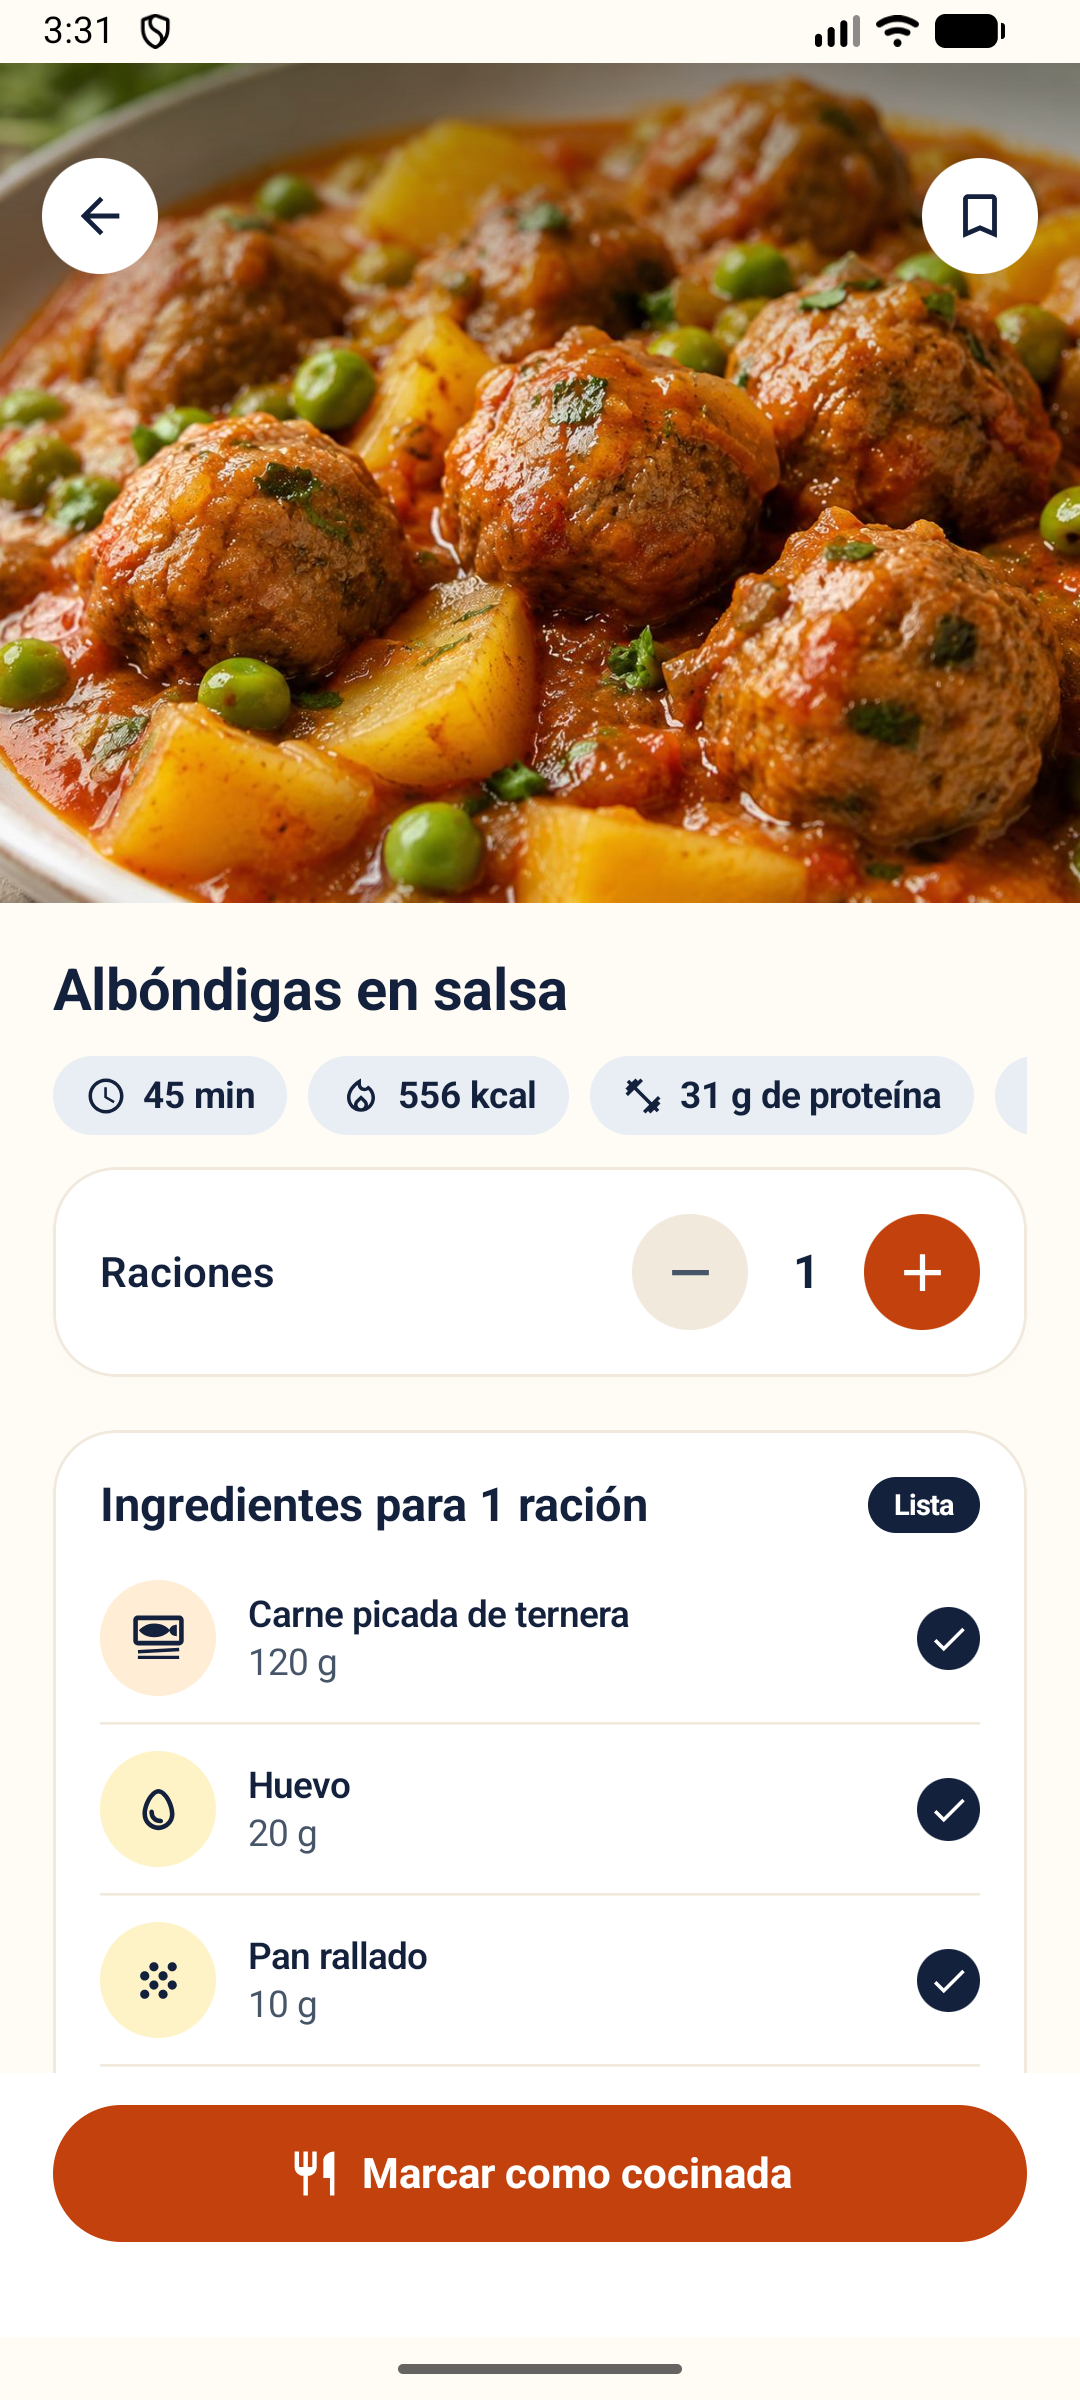 3:31
Albóndigas en salsa
45 min
556 kcal
31 g de proteína
Raciones
1
Ingredientes para 1 ración
Lista
Carne picada de ternera
120 g
Huevo
20 g
Pan rallado
10 g
Marcar como cocinada